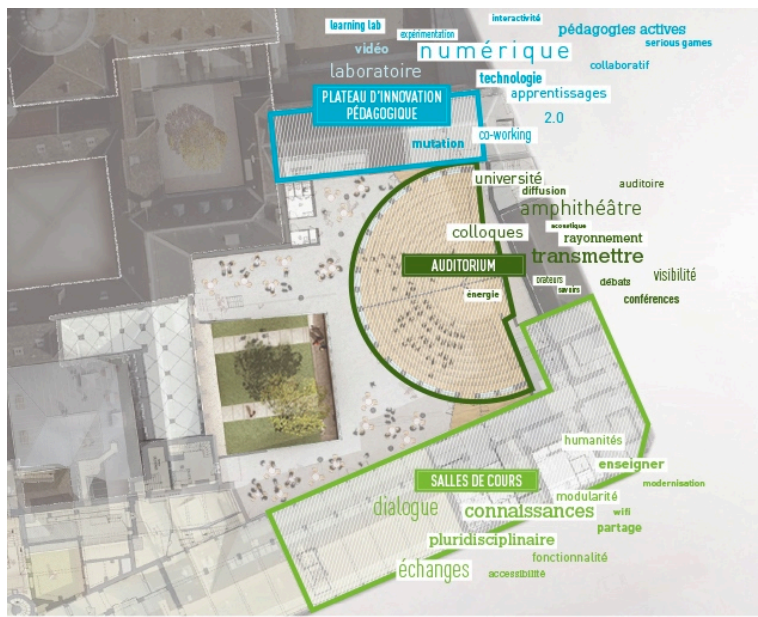 interactivité
learning lab
expérimentation
pédagogies actives
vidéo
numérique
serious games
laboratoire
collaboratif
technologie
apprentissages
PLATEAU D'INNOVATION
PÉDAGOGIQUE
2.0
mutation
co-working
université
diffusion
auditoire
amphithéâtre
acoustique
colloques
rayonnement
transmettre
AUDITORIUM
visibilité
orateurs
débats
savoirs
énergie
conférences
humanités
enseigner
SALLES DE COURS
modernisation
modularité
dialogue
connaissances
wifi
partage
pluridisciplinaire
fonctionnalité
échanges
accessibilité